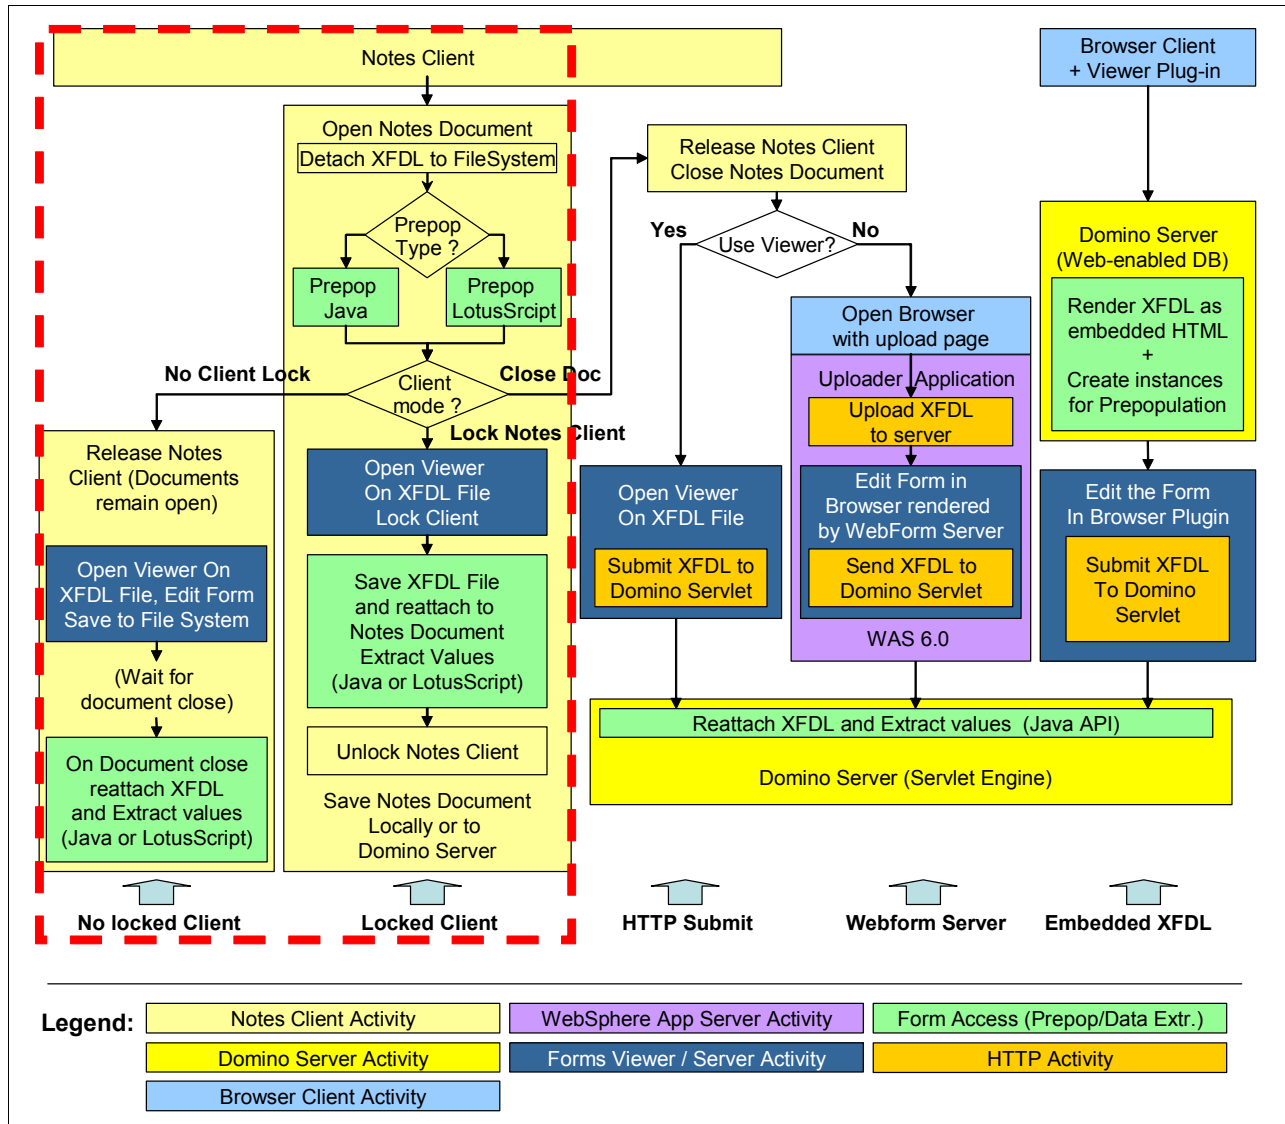 Notes Client
Browser Client
+ Viewer Plug-in
Open Notes Document
Detach XFDL to FileSystem
Prepop
Type ?
Prepop
Java
Prepop
LotusSrcipt
No Client Lock
Client
mode ?
Close Doc
Lock Notes Client
Release Notes Client
Close Notes Document
Yes
Use Viewer?
No
Domino Server
(Web-enabled DB)
Render XFDL as
embedded HTML
+
Create instances
for Prepopulation
Open Browser
with upload page
Uploader Application
Upload XFDL
to server
Release Notes
Client (Documents
remain open)
Open Viewer On
XFDL File, Edit Form
Save to File System
(Wait for
document close)
On Document close
reattach XFDL
and Extract values
(Java or LotusScript)
Open Viewer
On XFDL File
Lock Client
Save XFDL File
and reattach to
Notes Document
Extract Values
(Java or LotusScript)
Unlock Notes Client
Save Notes Document
Locally or to
Domino Server
Open Viewer
On XFDL File
Submit XFDL to
Domino Servlet
Edit Form in
Browser rendered
by WebForm Server
Send XFDL to
Domino Servlet
WAS 6.0
Edit the Form
In Browser Plugin
Submit XFDL
To Domino
Servlet
Reattach XFDL and Extract values (Java API)
Domino Server (Servlet Engine)
No locked Client
Locked Client
HTTP Submit
Webform Server
Embedded XFDL
Legend:
Notes Client Activity
WebSphere App Server Activity
Form Access (Prepop/Data Extr.)
Domino Server Activity
Forms Viewer / Server Activity
HTTP Activity
Browser Client Activity